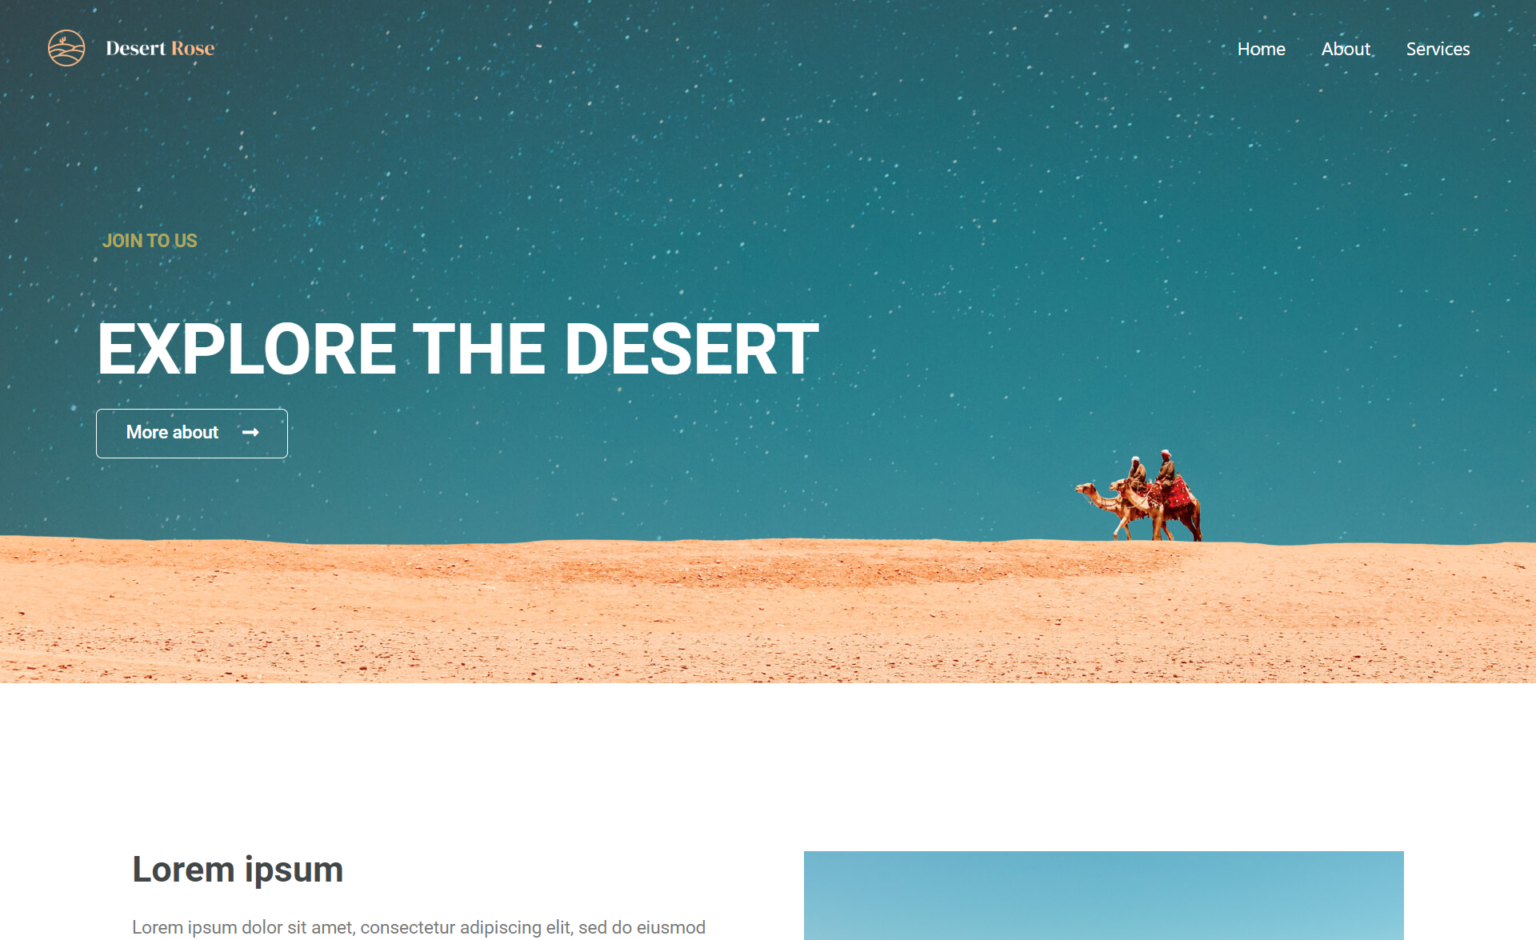 Desert Rose
Home About Services
JOIN TO US
EXPLORE THE DESERT
More about
Lorem ipsum
Lorem ipsum dolor sit amet, consectetur adipiscing elit, sed do eiusmod